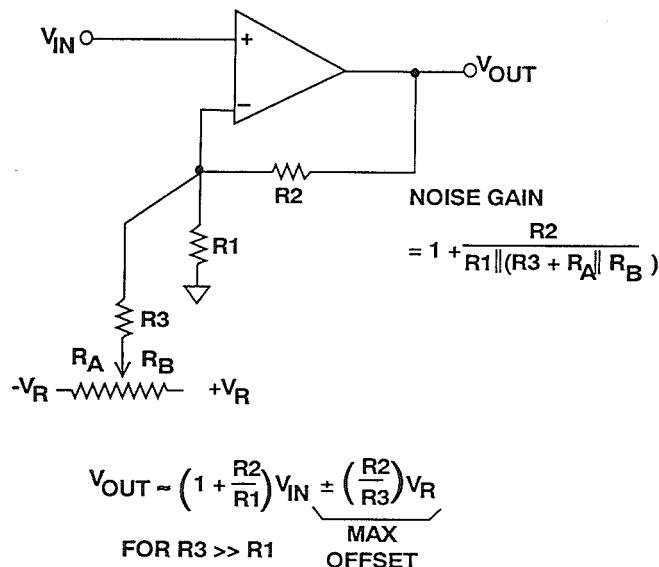 V_IN
+
−
V_OUT
R2
NOISE GAIN
= 1 + R2 / R1 || (R3 + R_A || R_B )
R1
R3
R_A R_B
-V_R +V_R
V_OUT ≈ (1 + R2/R1) V_IN ± (R2/R3) V_R
FOR R3 >> R1
MAX
OFFSET